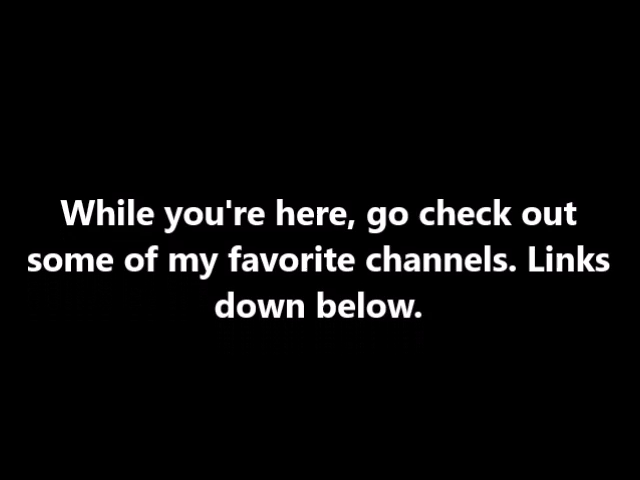 While you're here, go check out
some of my favorite channels. Links
down below.